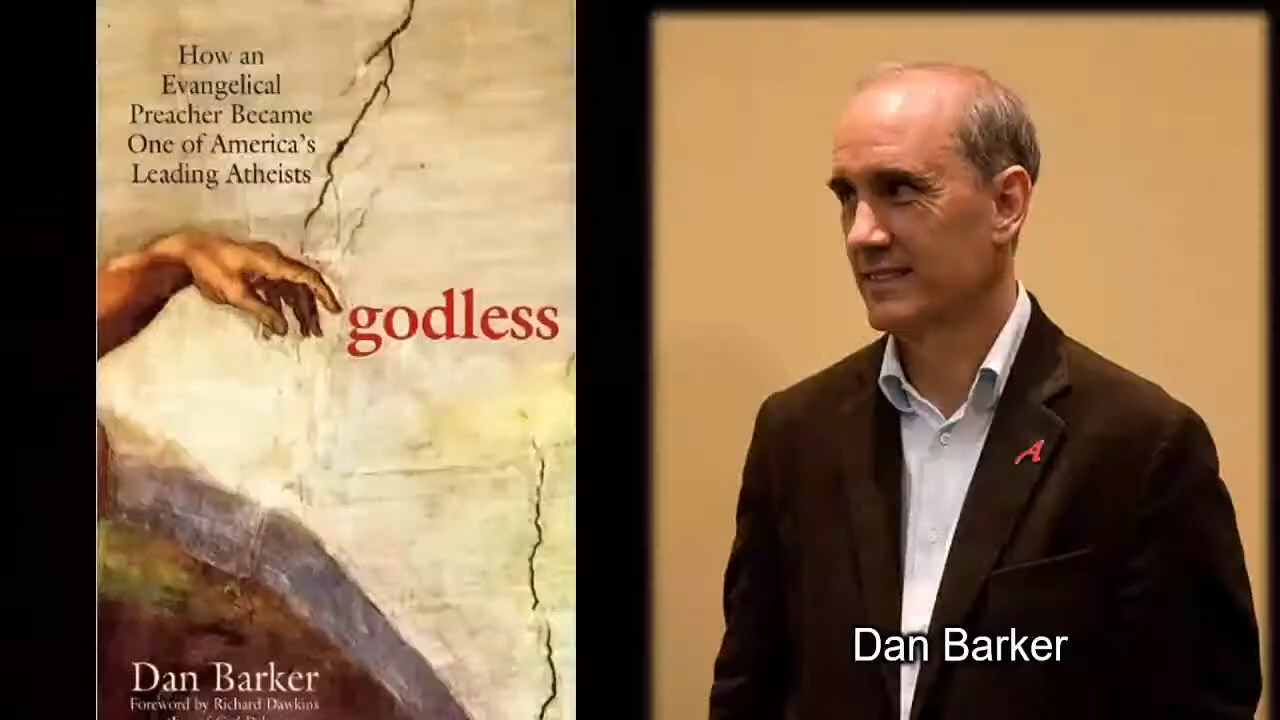 How an
Evangelical
Preacher Became
One of America's
Leading Atheists
godless
Dan Barker
Foreword by Richard Dawkins
A
Dan Barker